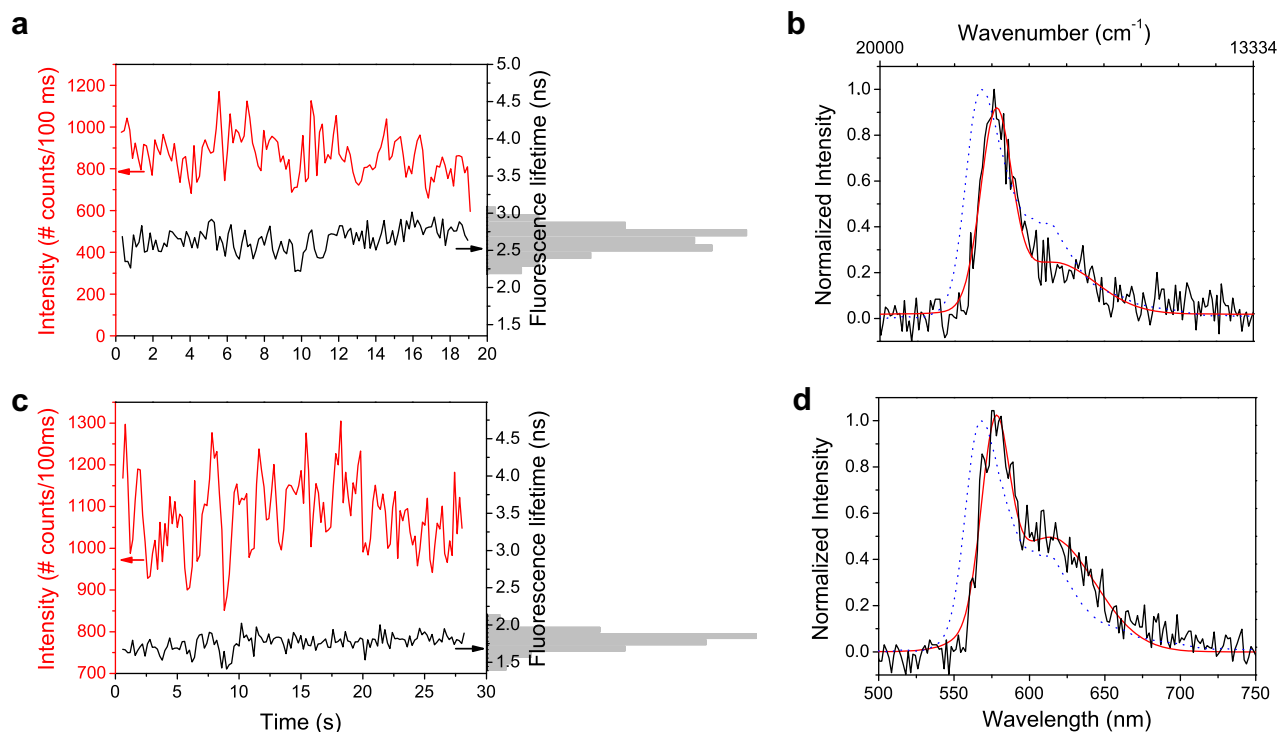 a
Intensity (# counts/100 ms)
1200
1000
800
600
400
200
0
0 2 4 6 8 10 12 14 16 18 20
5.0
4.5
4.0
3.5
3.0
2.5
2.0
1.5
Fluorescence lifetime (ns)
b
Wavenumber (cm-1)
20000 13334
Normalized Intensity
1.0
0.8
0.6
0.4
0.2
0.0
c
Intensity (# counts/100ms)
1300
1200
1100
1000
900
800
700
0 5 10 15 20 25 30
Time (s)
4.5
4.0
3.5
3.0
2.5
2.0
1.5
Fluorescence lifetime (ns)
d
Normalized Intensity
1.0
0.8
0.6
0.4
0.2
0.0
500 550 600 650 700 750
Wavelength (nm)